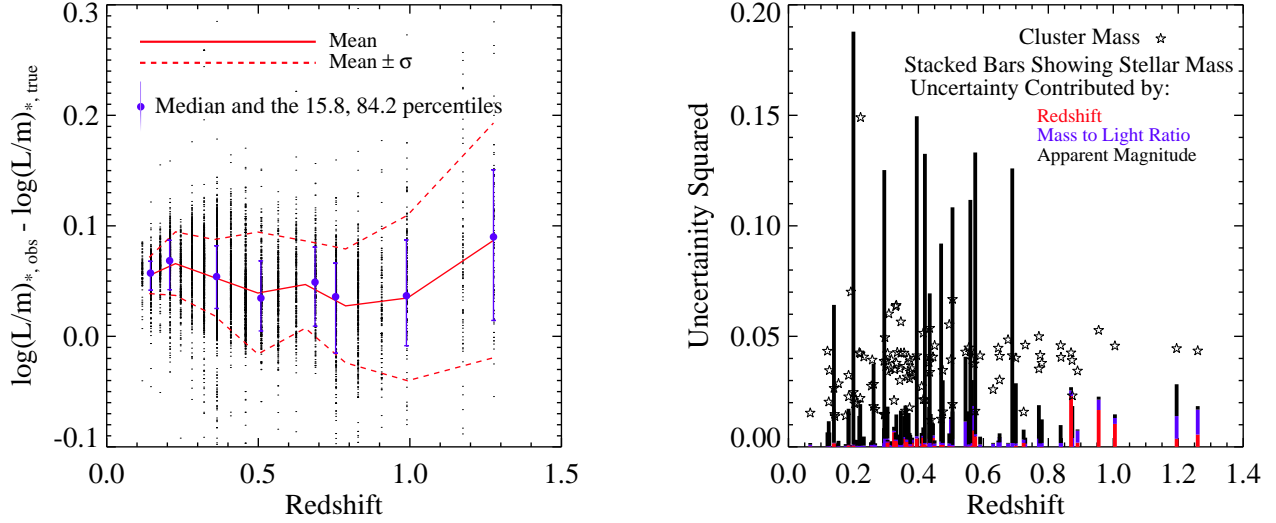 0.3
0.2
0.1
0.0
-0.1
log(L/m)*, obs - log(L/m)*, true
Mean
Mean ± σ
Median and the 15.8, 84.2 percentiles
0.0 0.5 1.0 1.5
Redshift
0.20
0.15
0.10
0.05
0.00
Uncertainity Squared
Cluster Mass
Stacked Bars Showing Stellar Mass
Uncertainty Contributed by:
Redshift
Mass to Light Ratio
Apparent Magnitude
0.0 0.2 0.4 0.6 0.8 1.0 1.2 1.4
Redshift